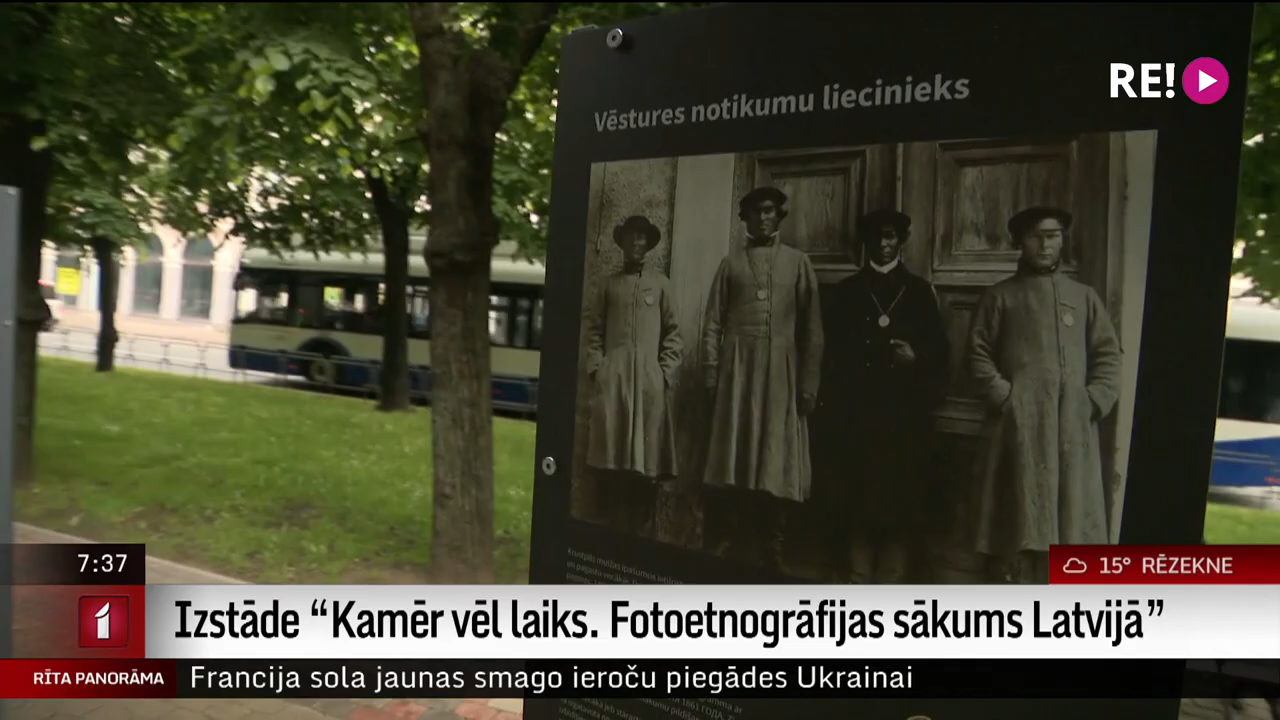 RE!
Vēstures notikumu liecinieks
7:37
15° RĒZEKNE
1
Izstāde “Kamēr vēl laiks. Fotoetnogrāfijas sākums Latvijā”
RĪTA PANORĀMA
Francija sola jaunas smago ieroču piegādes Ukrainai